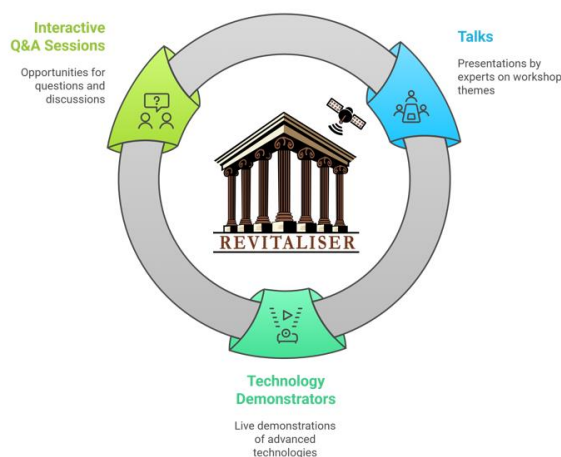 Interactive
Q&A Sessions
Opportunities for
questions and
discussions
Talks
Presentations by
experts on workshop
themes
?
REVITALISER
Technology
Demonstrators
Live demonstrations
of advanced
technologies